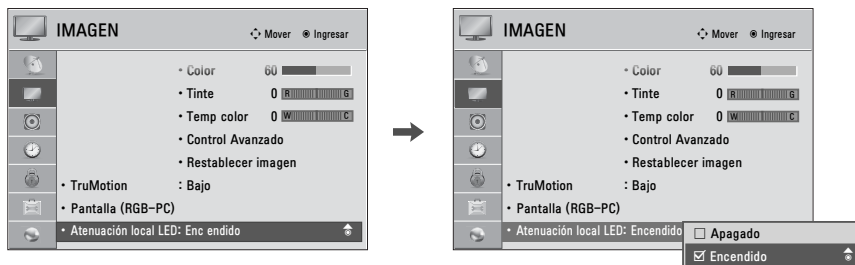 IMAGEN
Mover Ingresar
• Color 60
• Tinte 0 R G
• Temp color 0 W C
• Control Avanzado
• Restablecer imagen
• TruMotion : Bajo
• Pantalla (RGB-PC)
• Atenuación local LED: Enc endido
IMAGEN
Mover Ingresar
• Color 60
• Tinte 0 R G
• Temp color 0 W C
• Control Avanzado
• Restablecer imagen
• TruMotion : Bajo
• Pantalla (RGB-PC)
• Atenuación local LED: Encendido
☐ Apagado
☑ Encendido